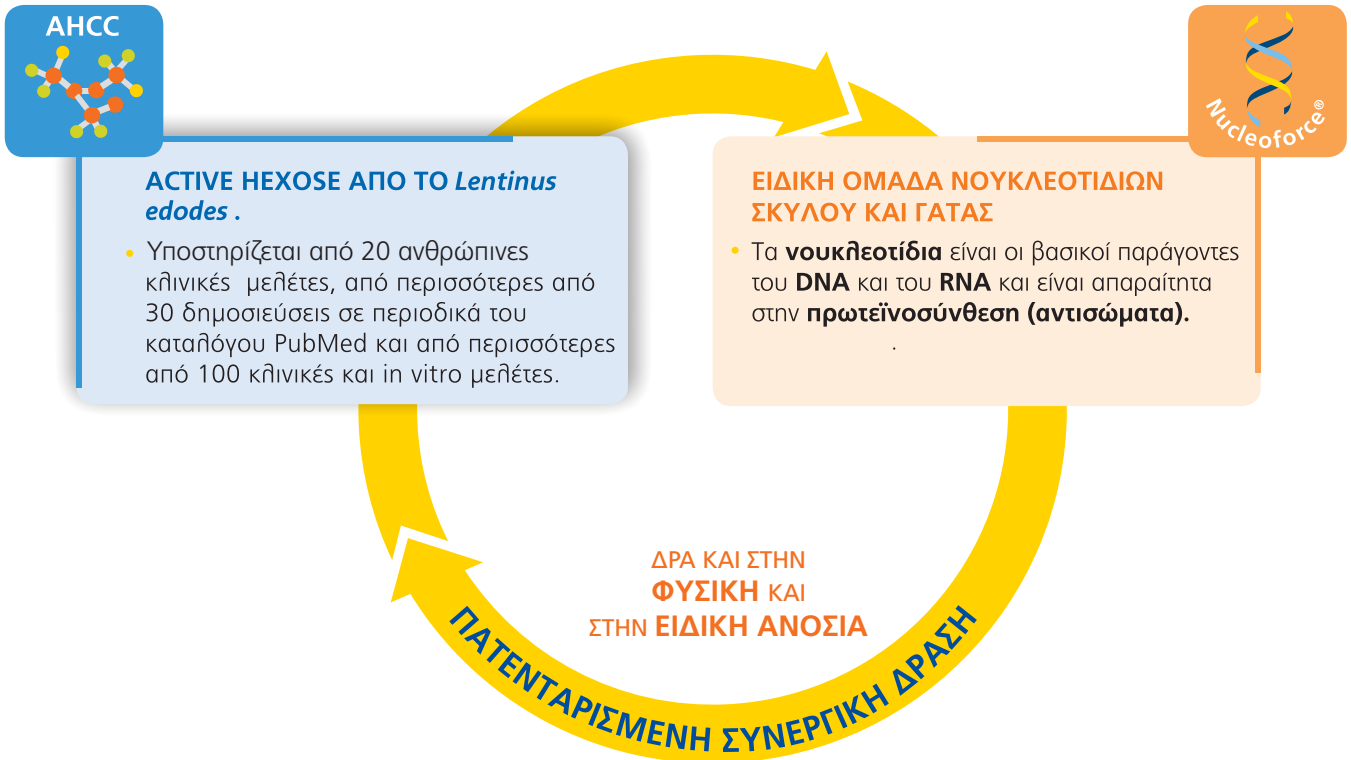 AHCC
ACTIVE HEXOSE ΑΠΟ ΤΟ Lentinus
edodes .
• Υποστηρίζεται από 20 ανθρώπινες
κλινικές μελέτες, από περισσότερες από
30 δημοσιεύσεις σε περιοδικά του
καταλόγου PubMed και από περισσότερες
από 100 κλινικές και in vitro μελέτες.
Nucleoforce®
ΕΙΔΙΚΗ ΟΜΑΔΑ ΝΟΥΚΛΕΟΤΙΔΙΩΝ
ΣΚΥΛΟΥ ΚΑΙ ΓΑΤΑΣ
• Τα νουκλεοτίδια είναι οι βασικοί παράγοντες
του DNA και του RNA και είναι απαραίτητα
στην πρωτεϊνοσύνθεση (αντισώματα).
.
ΔΡΑ ΚΑΙ ΣΤΗΝ
ΦΥΣΙΚΗ ΚΑΙ
ΣΤΗΝ ΕΙΔΙΚΗ ΑΝΟΣΙΑ
ΠΑΤΕΝΤΑΡΙΣΜΕΝΗ ΣΥΝΕΡΓΙΚΗ ΔΡΑΣΗ